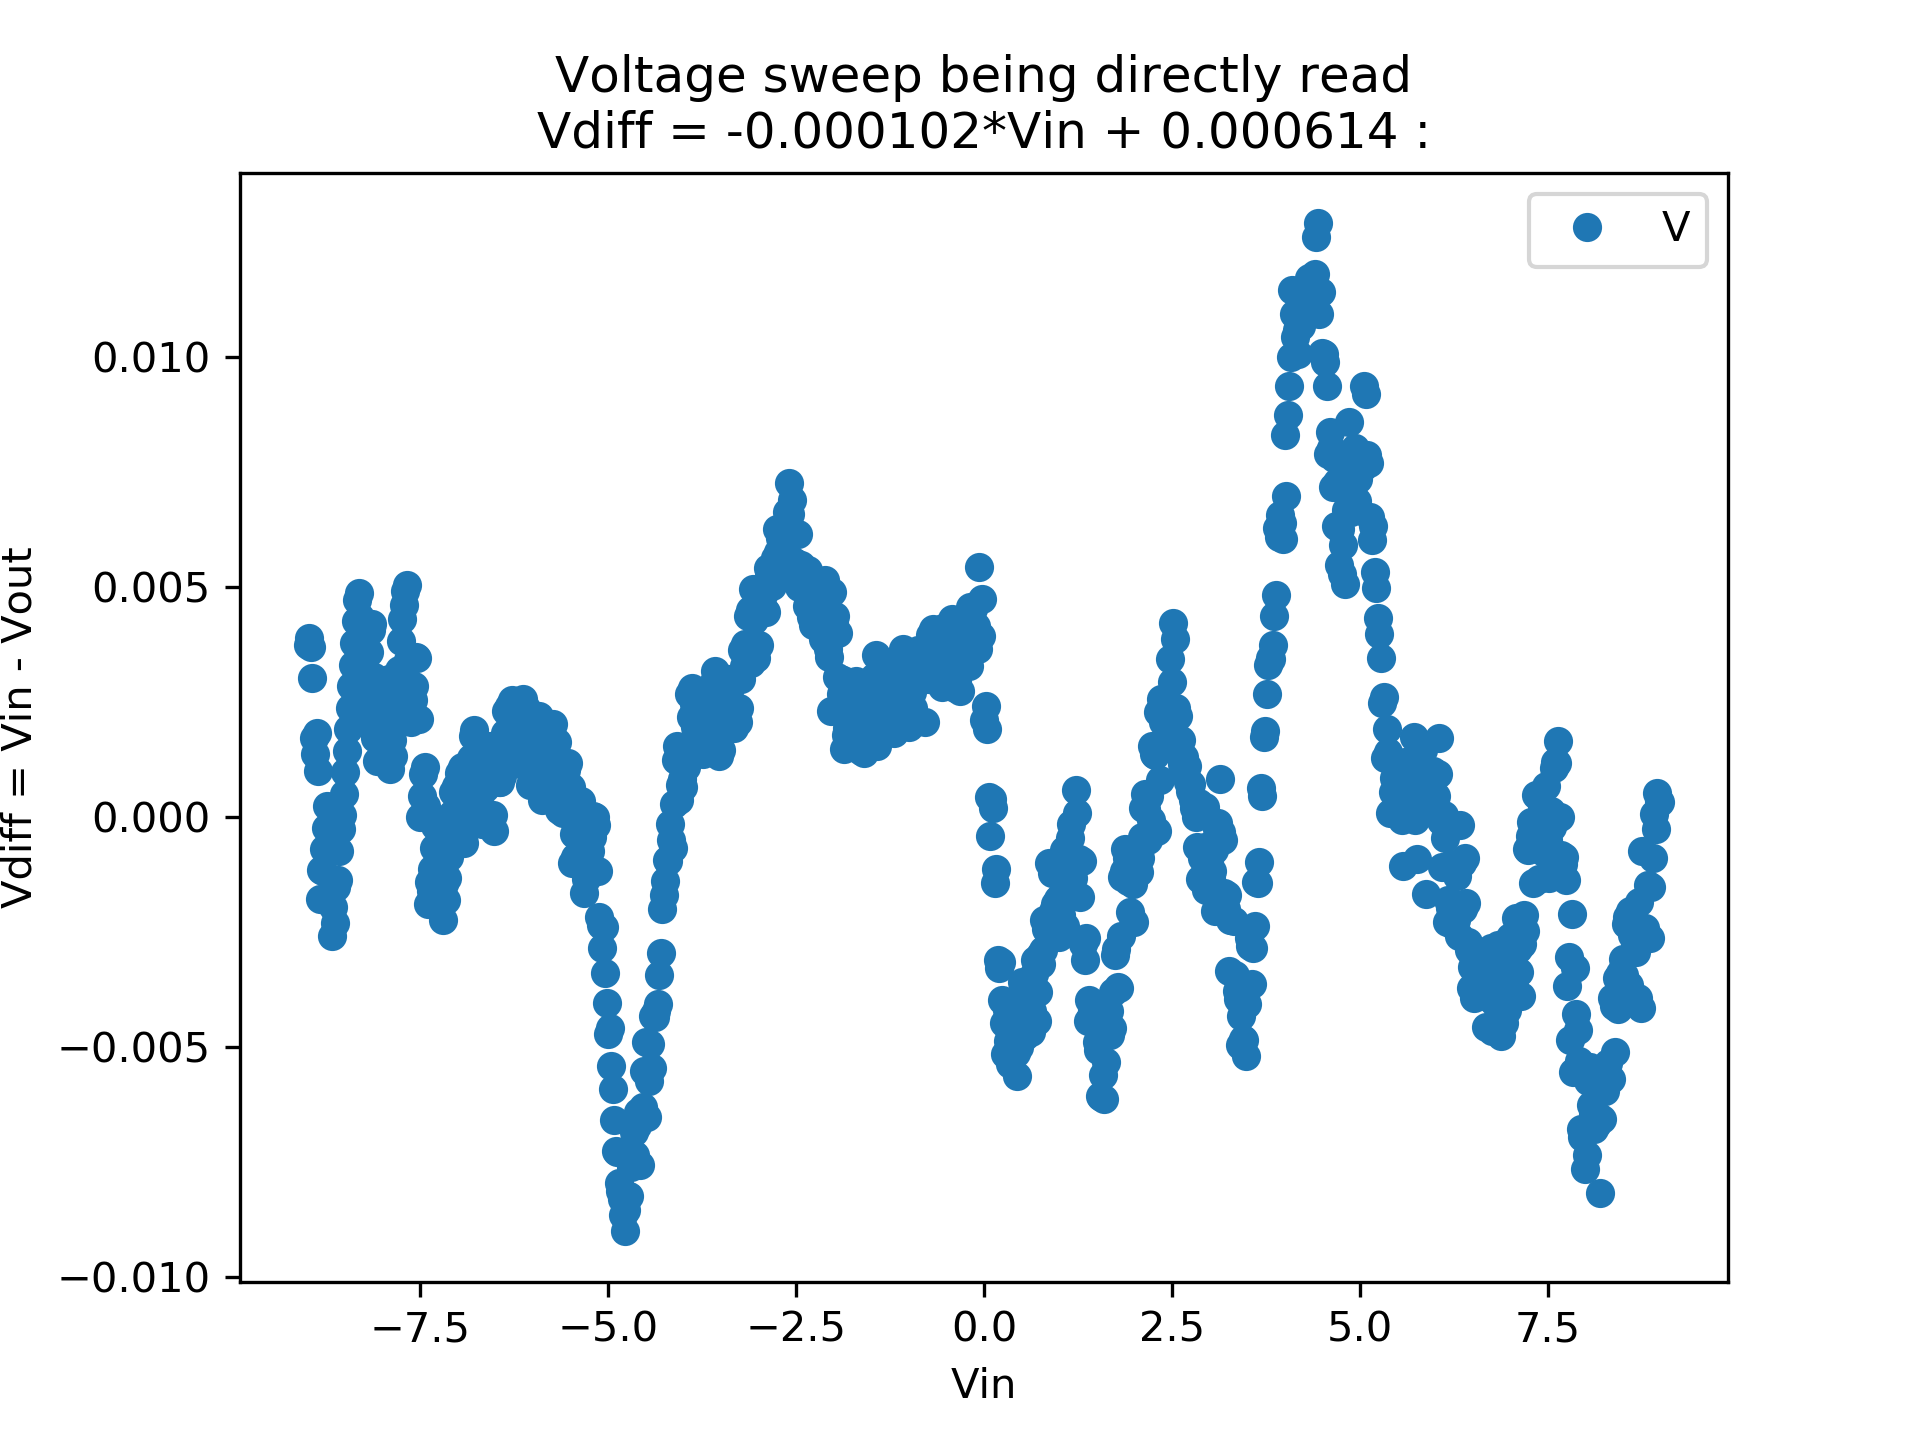 Voltage sweep being directly read
Vdiff = -0.000102*Vin + 0.000614 :
V
0.010
0.005
0.000
−0.005
−0.010
Vdiff = Vin - Vout
−7.5
−5.0
−2.5
0.0
2.5
5.0
7.5
Vin